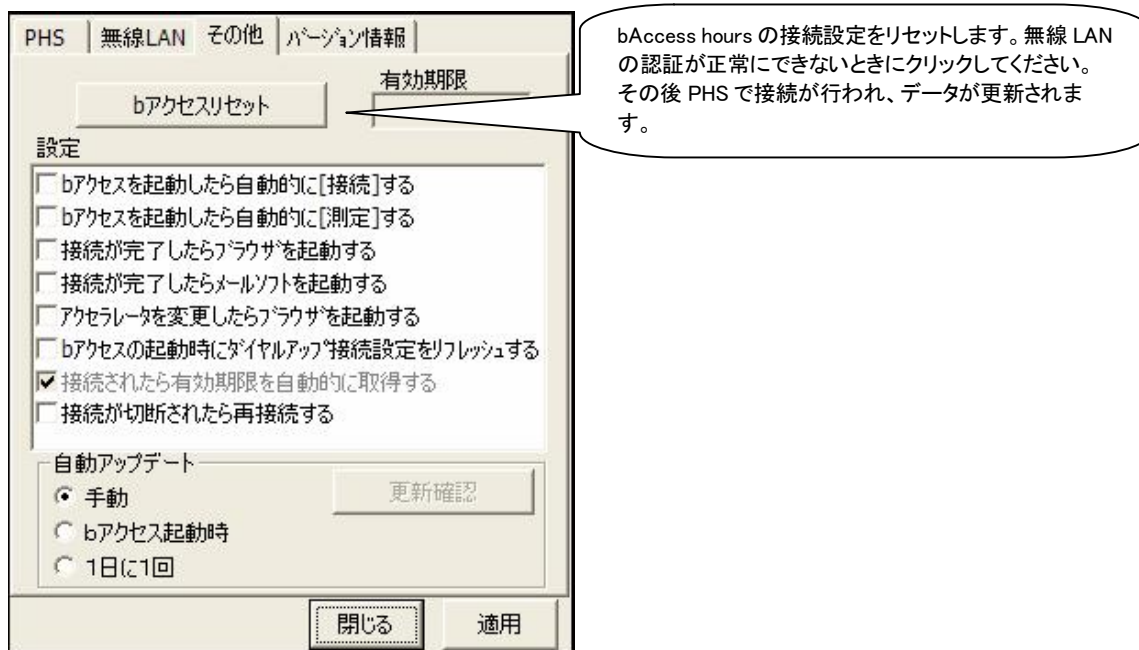 PHS 無線LAN その他 バージョン情報
bアクセスリセット
有効期限
設定
bアクセスを起動したら自動的に[接続]する
bアクセスを起動したら自動的に[測定]する
接続が完了したらブラウザを起動する
接続が完了したらメールソフトを起動する
アクセラレータを変更したらブラウザを起動する
bアクセスの起動時にダイヤルアップ接続設定をリフレッシュする
接続されたら有効期限を自動的に取得する
接続が切断されたら再接続する
自動アップデート
手動
更新確認
bアクセス起動時
1日に1回
閉じる 適用
bAccess hours の接続設定をリセットします。無線 LAN
の認証が正常にできないときにクリックしてください。
その後 PHS で接続が行われ、データが更新されま
す。